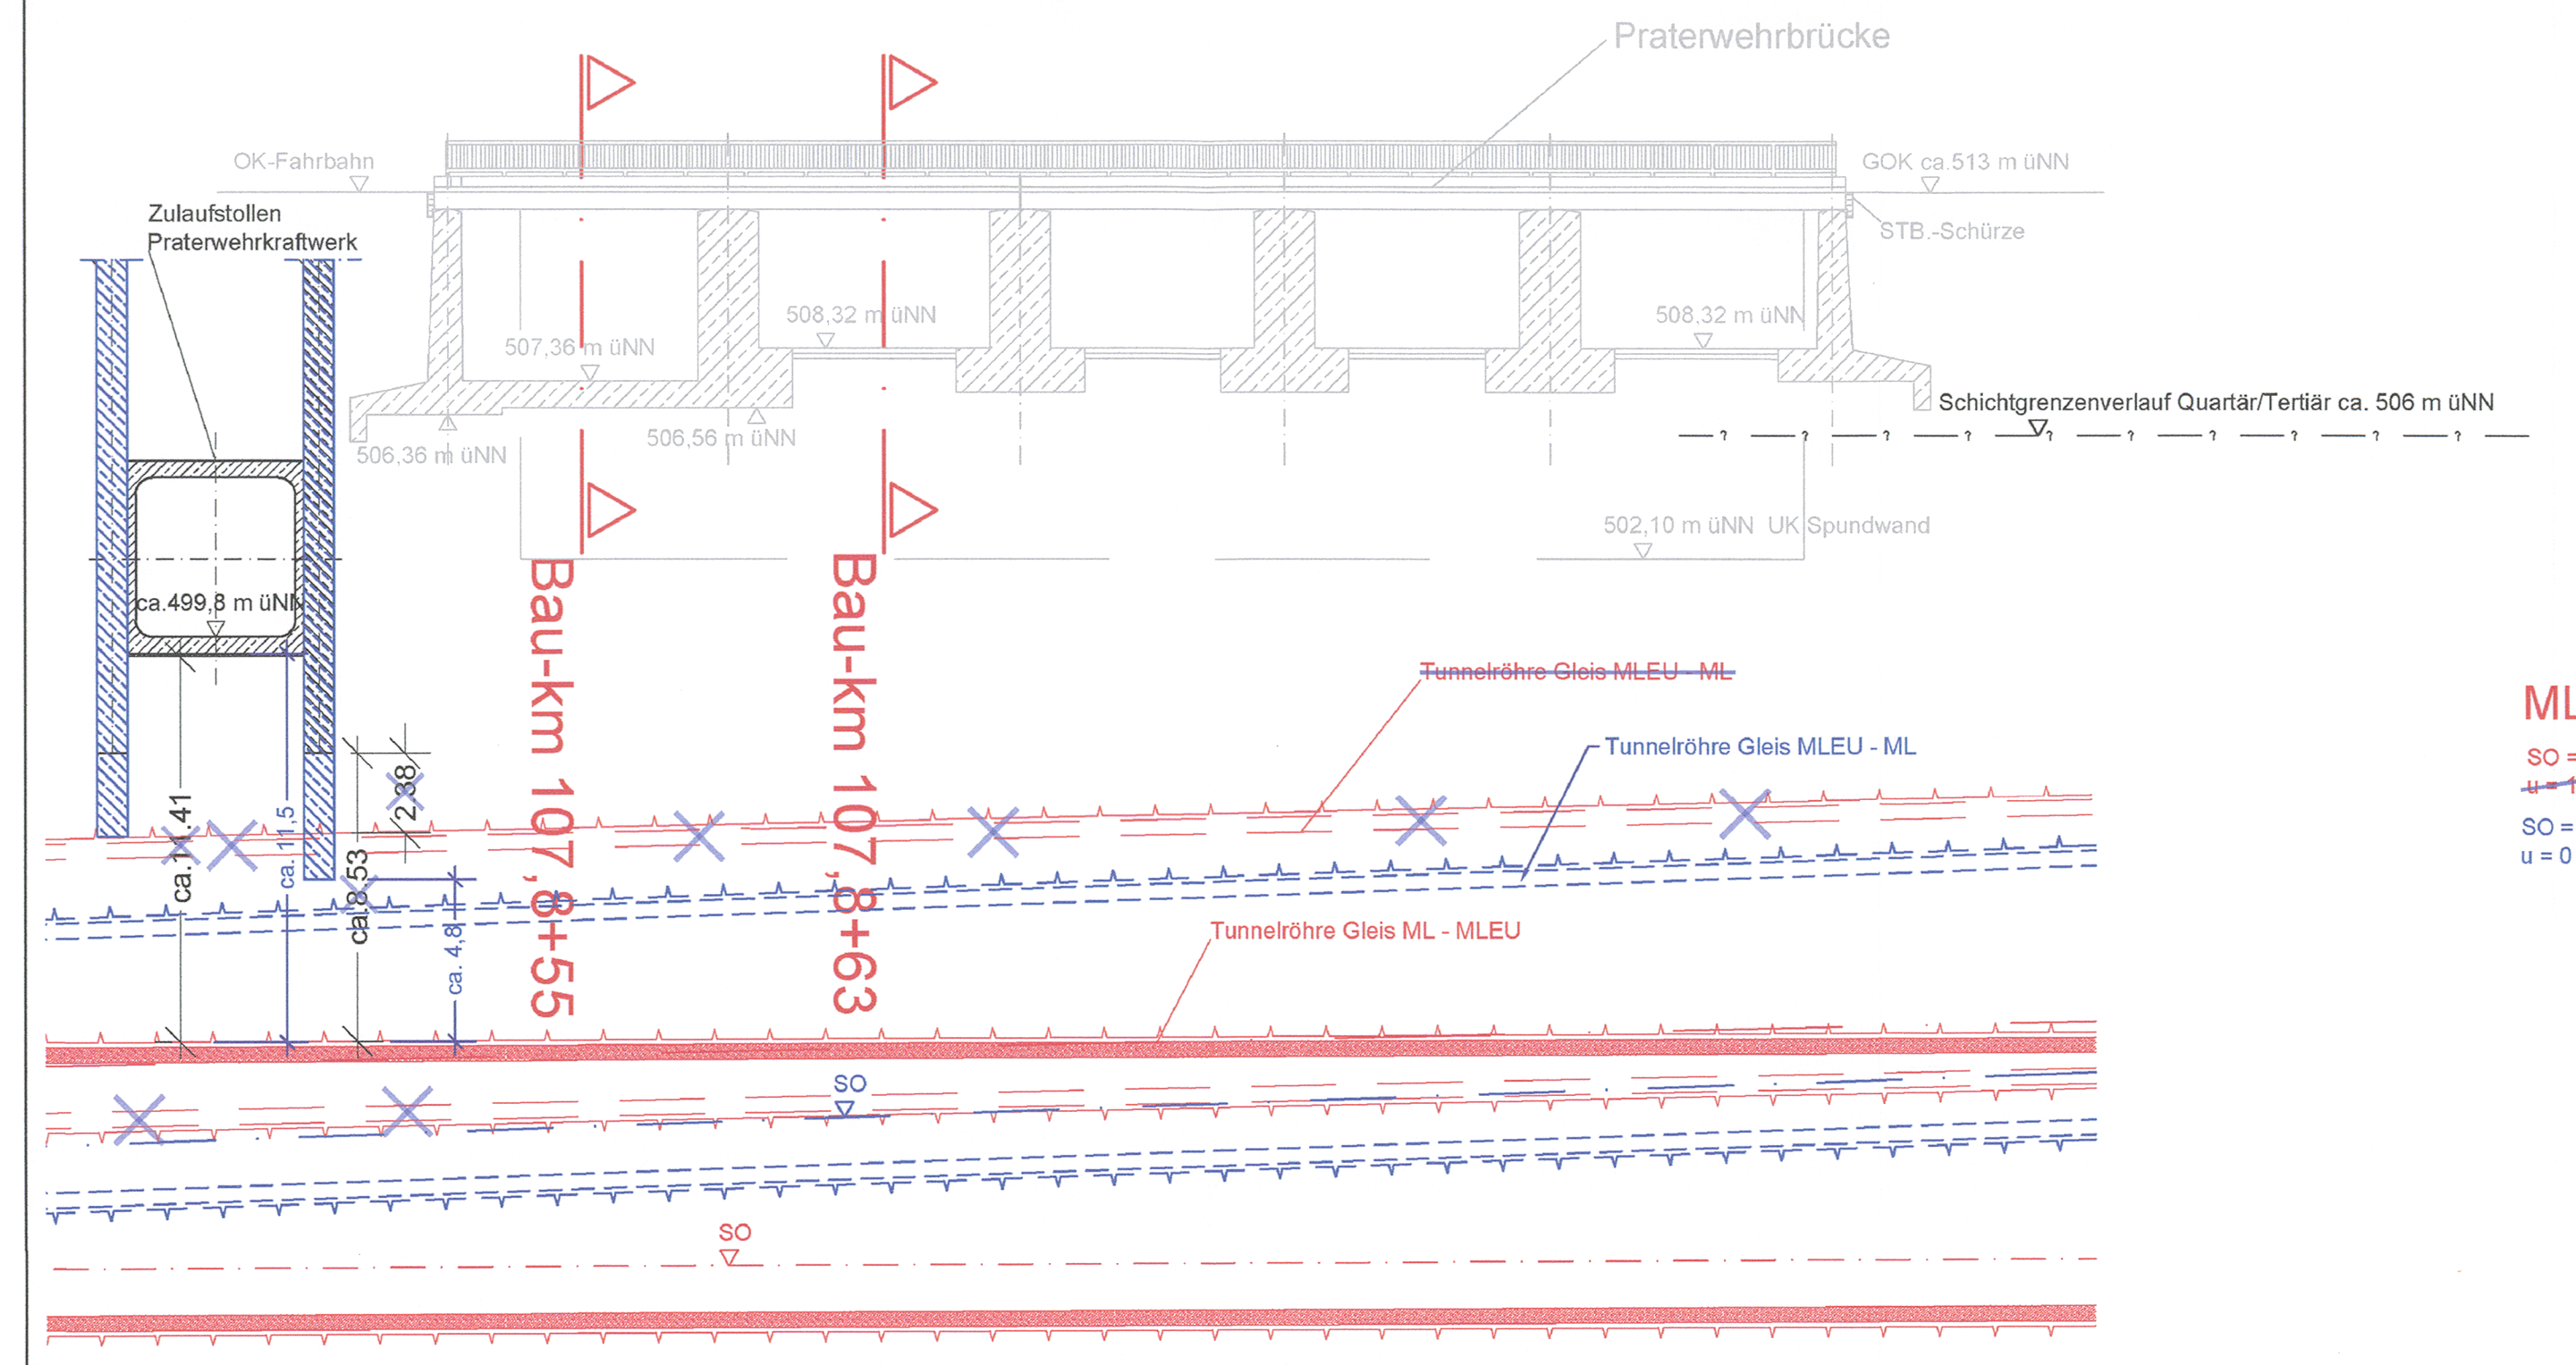 Praterwehrbrücke
OK-Fahrbahn
GOK ca.513 m üNN
Zulaufstollen
Praterwehrkraftwerk
STB.-Schürze
508,32 m üNN
508,32 m üNN
507,36 m üNN
Schichtgrenzenverlauf Quartär/Tertiär ca. 506 m üNN
? ? ? ? ? ? ? ? ? ?
506,56 m üNN
506,36 m üNN
502,10 m üNN UK Spundwand
ca.499,8 m üNN
Bau-km 107,8+55
Bau-km 107,8+63
Tunnelröhre Gleis MLEU - ML
ML
Tunnelröhre Gleis MLEU - ML
SO =
u = 1
SO =
u = 0
2.38
ca.11.41
ca. 11,5
ca.8.53
ca. 4,8
Tunnelröhre Gleis ML - MLEU
SO
SO